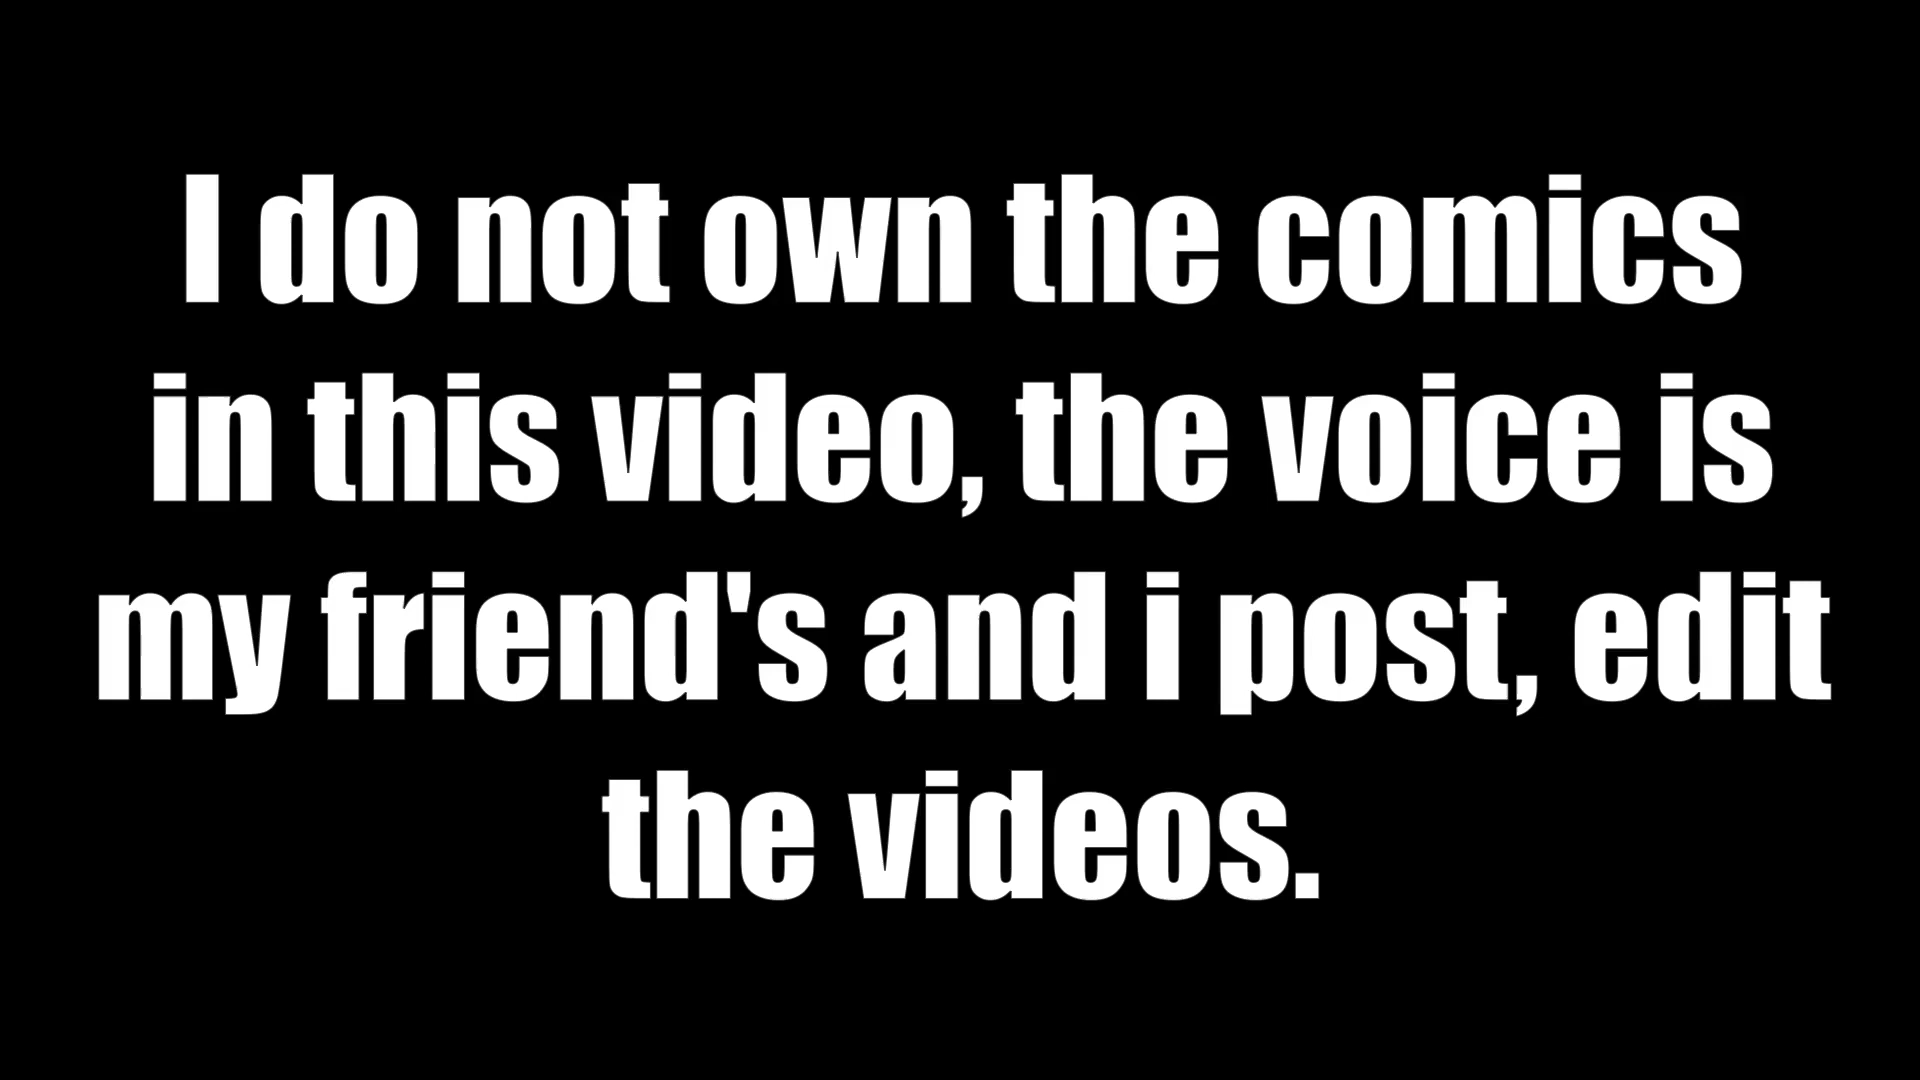 I do not own the comics
in this video, the voice is
my friend's and i post, edit
the videos.